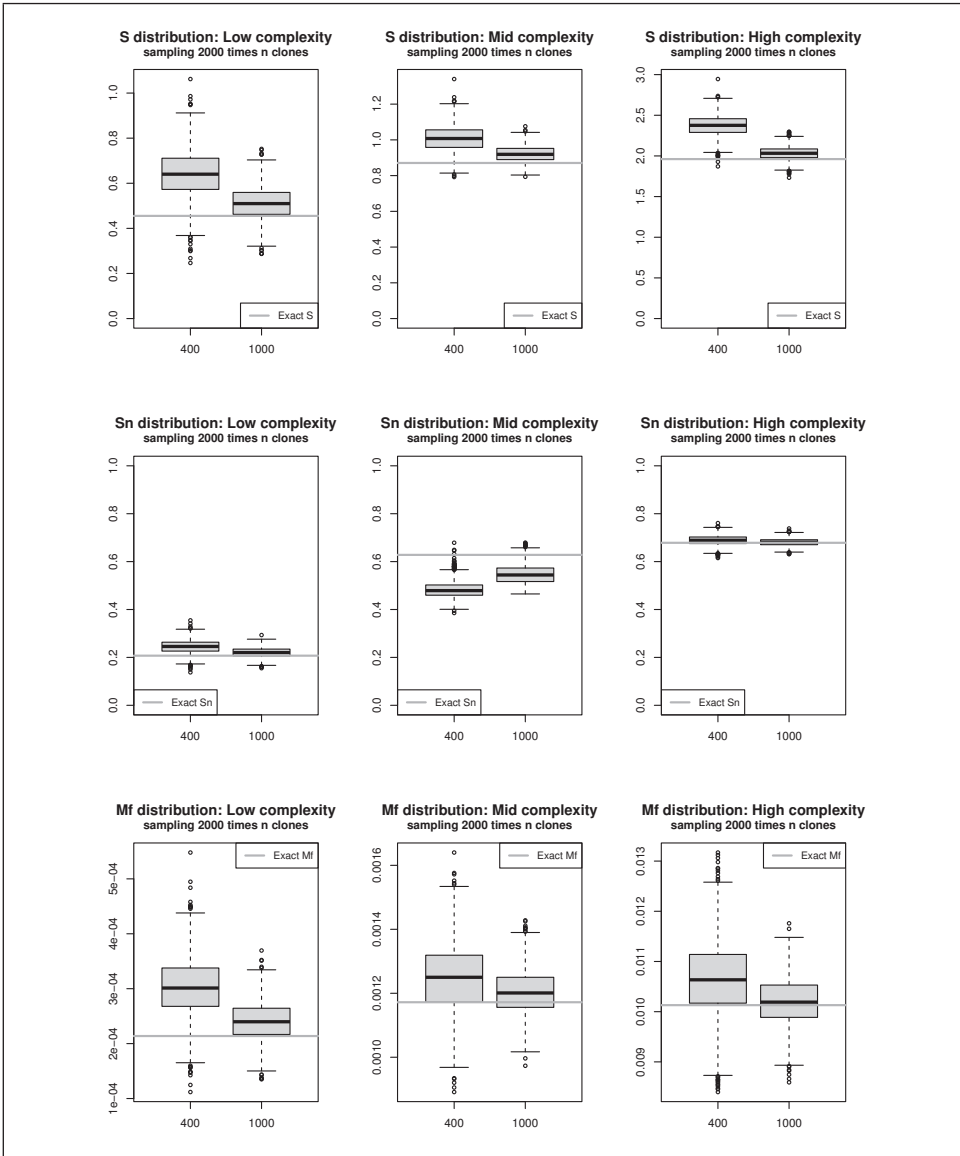 S distribution: Low complexity
sampling 2000 times n clones
0.0
0.2
0.4
0.6
0.8
1.0
Exact S
400
1000
S distribution: Mid complexity
sampling 2000 times n clones
0.0
0.2
0.4
0.6
0.8
1.0
1.2
Exact S
400
1000
S distribution: High complexity
sampling 2000 times n clones
0.0
0.5
1.0
1.5
2.0
2.5
3.0
Exact S
400
1000
Sn distribution: Low complexity
sampling 2000 times n clones
0.0
0.2
0.4
0.6
0.8
1.0
Exact Sn
400
1000
Sn distribution: Mid complexity
sampling 2000 times n clones
0.0
0.2
0.4
0.6
0.8
1.0
Exact Sn
400
1000
Sn distribution: High complexity
sampling 2000 times n clones
0.0
0.2
0.4
0.6
0.8
1.0
Exact Sn
400
1000
Mf distribution: Low complexity
sampling 2000 times n clones
1e−04
2e−04
3e−04
4e−04
5e−04
Exact Mf
400
1000
Mf distribution: Mid complexity
sampling 2000 times n clones
0.0010
0.0012
0.0014
0.0016
Exact Mf
400
1000
Mf distribution: High complexity
sampling 2000 times n clones
0.009
0.010
0.011
0.012
0.013
Exact Mf
400
1000